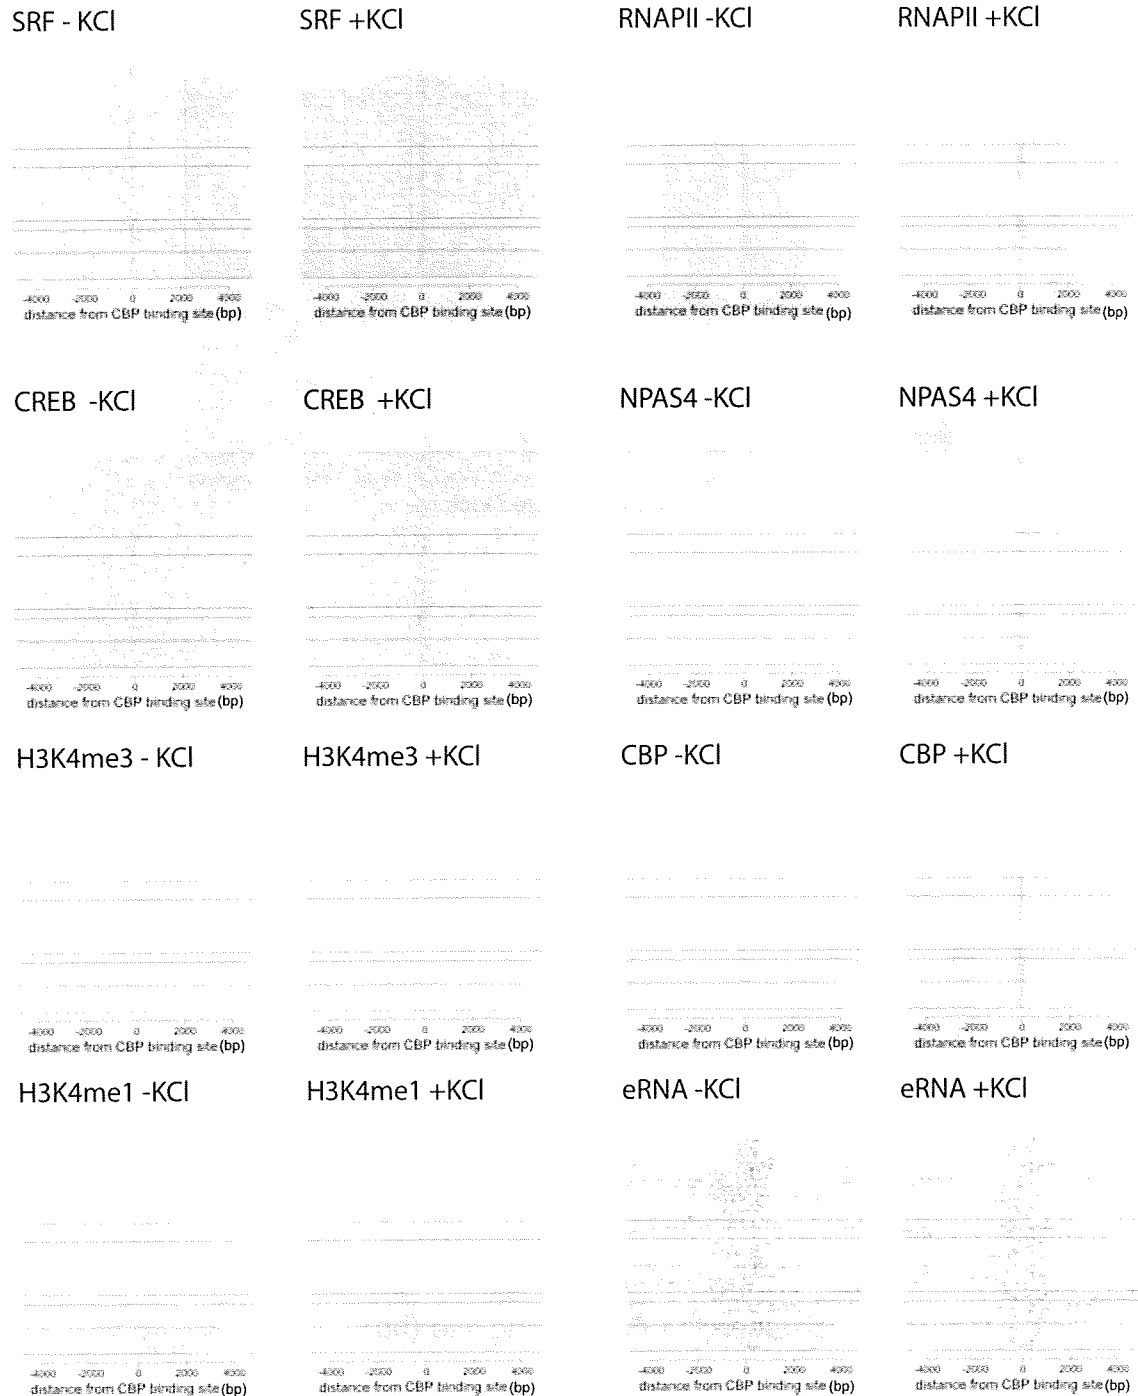 SRF - KCl SRF +KCl RNAPII -KCl RNAPII +KCl
-4000 -2000 0 2000 4000 -4000 -2000 0 2000 4000 -4000 -2000 0 2000 4000 -4000 -2000 0 2000 4000
distance from CBP binding site (bp) distance from CBP binding site (bp) distance from CBP binding site (bp) distance from CBP binding site (bp)
CREB -KCl CREB +KCl NPAS4 -KCl NPAS4 +KCl
-4000 -2000 0 2000 4000 -4000 -2000 0 2000 4000 -4000 -2000 0 2000 4000 -4000 -2000 0 2000 4000
distance from CBP binding site (bp) distance from CBP binding site (bp) distance from CBP binding site (bp) distance from CBP binding site (bp)
H3K4me3 - KCl H3K4me3 +KCl CBP -KCl CBP +KCl
-4000 -2000 0 2000 4000 -4000 -2000 0 2000 4000 -4000 -2000 0 2000 4000 -4000 -2000 0 2000 4000
distance from CBP binding site (bp) distance from CBP binding site (bp) distance from CBP binding site (bp) distance from CBP binding site (bp)
H3K4me1 -KCl H3K4me1 +KCl eRNA -KCl eRNA +KCl
-4000 -2000 0 2000 4000 -4000 -2000 0 2000 4000 -4000 -2000 0 2000 4000 -4000 -2000 0 2000 4000
distance from CBP binding site (bp) distance from CBP binding site (bp) distance from CBP binding site (bp) distance from CBP binding site (bp)